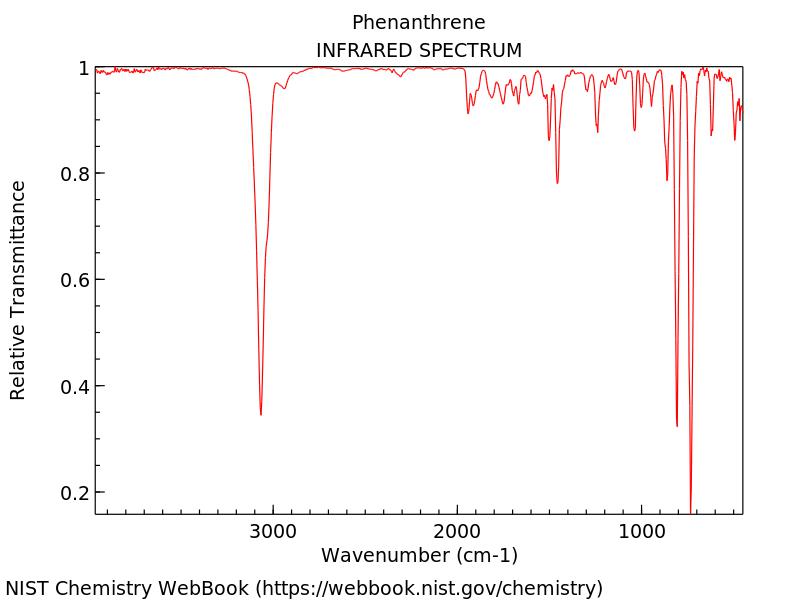 Phenanthrene
INFRARED SPECTRUM
1
0.8
0.6
0.4
0.2
Relative Transmittance
3000 2000 1000
Wavenumber (cm-1)
NIST Chemistry WebBook (https://webbook.nist.gov/chemistry)